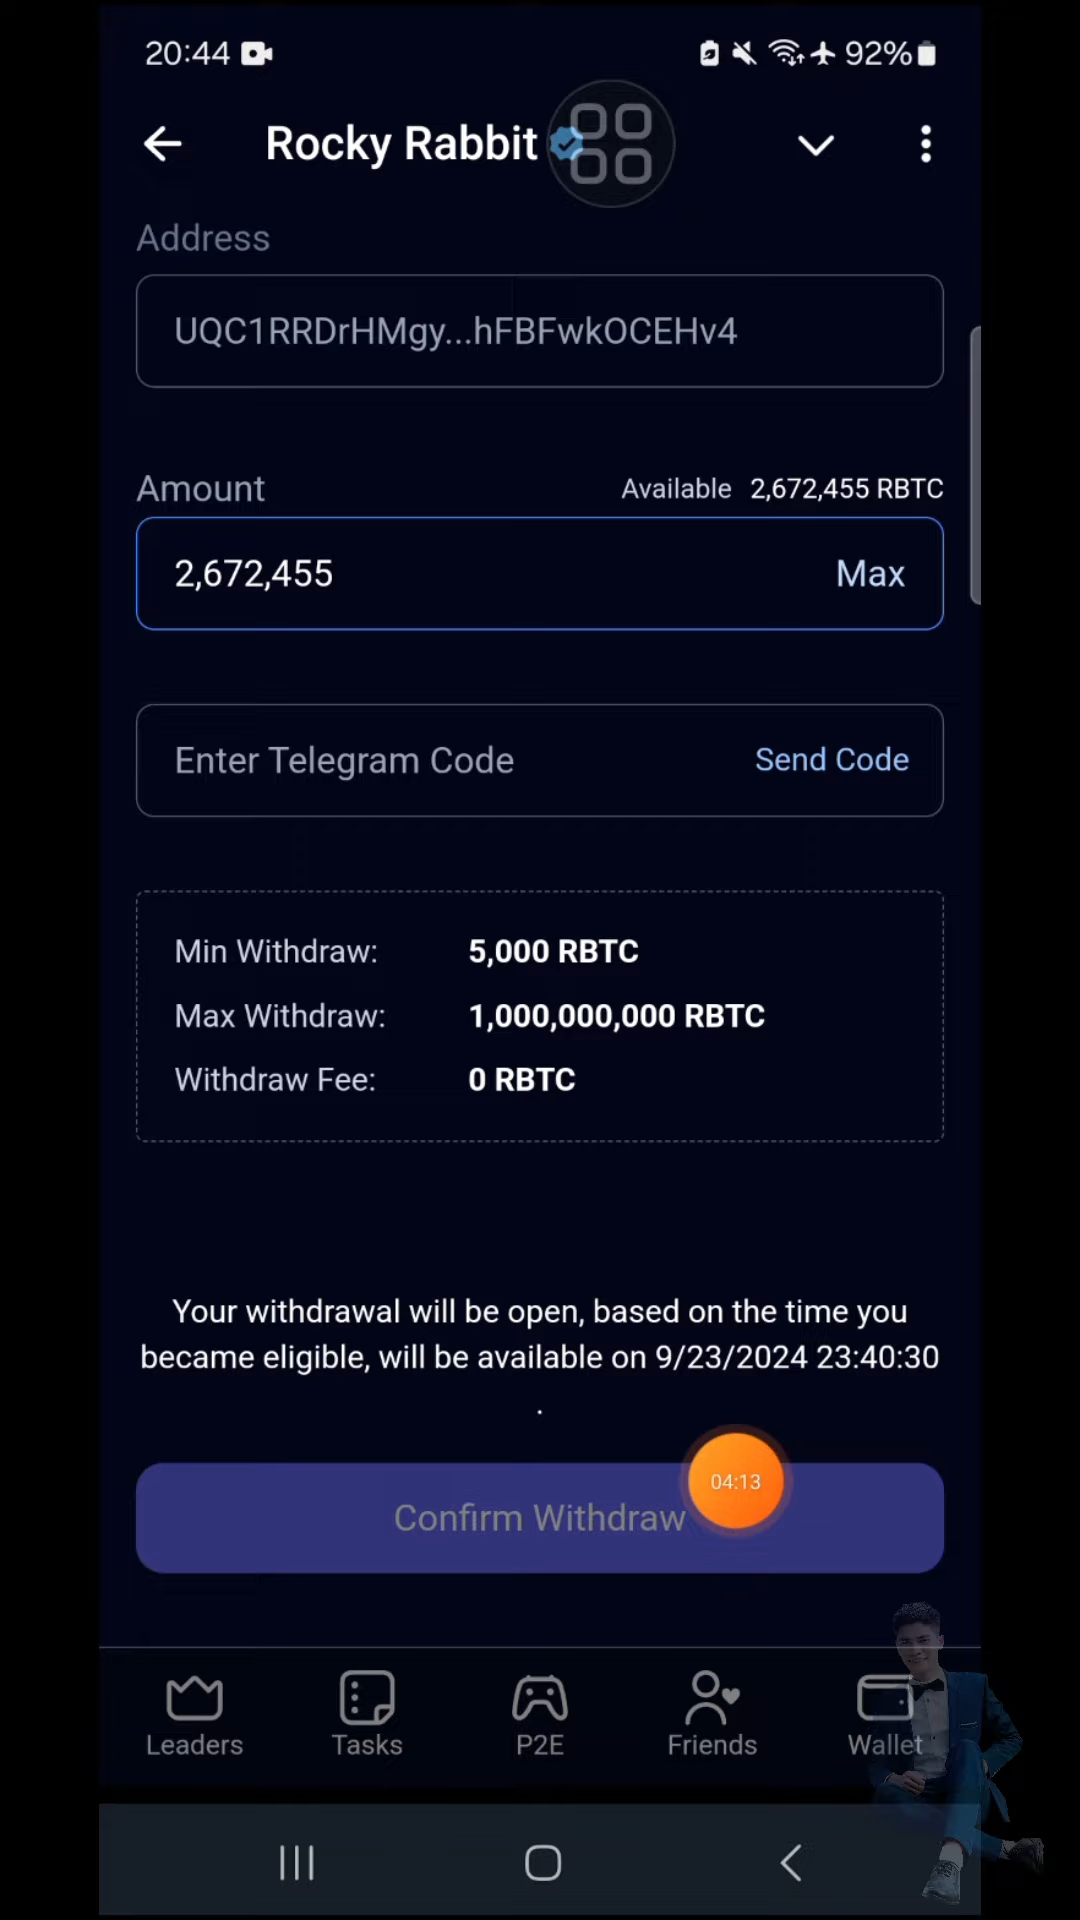 20:44 92%
Rocky Rabbit
Address
UQC1RRDrHMgy...hFBFwkOCEHv4
Amount Available 2,672,455 RBTC
2,672,455 Max
Enter Telegram Code Send Code
Min Withdraw: 5,000 RBTC
Max Withdraw: 1,000,000,000 RBTC
Withdraw Fee: 0 RBTC
Your withdrawal will be open, based on the time you
became eligible, will be available on 9/23/2024 23:40:30
.
04:13
Confirm Withdraw
Leaders Tasks P2E Friends Wallet